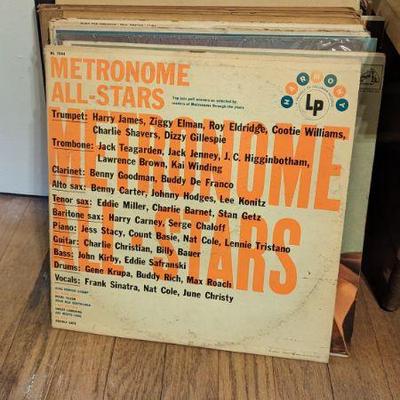 METRONOME
ALL-STARS
Top jazz poll winners as selected by
readers of Metronome through the years
HARMONY
LP
Trumpet: Harry James, Ziggy Elman, Roy Eldridge, Cootie Williams,
Charlie Shavers, Dizzy Gillespie
Trombone: Jack Teagarden, Jack Jenney, J. C. Higginbotham,
Lawrence Brown, Kai Winding
Clarinet: Benny Goodman, Buddy De Franco
Alto sax: Benny Carter, Johnny Hodges, Lee Konitz
Tenor sax: Eddie Miller, Charlie Barnet, Stan Getz
Baritone sax: Harry Carney, Serge Chaloff
Piano: Jess Stacy, Count Basie, Nat Cole, Lennie Tristano
Guitar: Charlie Christian, Billy Bauer
Bass: John Kirby, Eddie Safranski
Drums: Gene Krupa, Buddy Rich, Max Roach
Vocals: Frank Sinatra, Nat Cole, June Christy
METRONOME
STARS